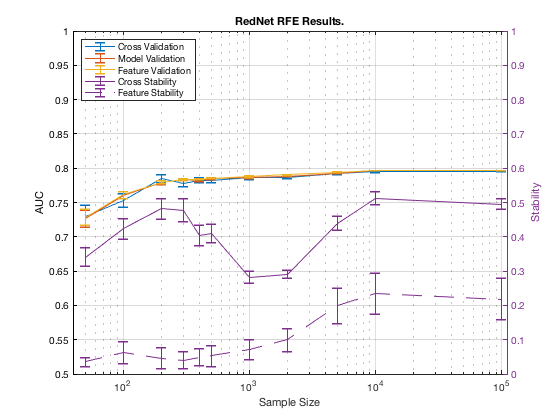 RedNet RFE Results.
Cross Validation
Model Validation
Feature Validation
Cross Stability
Feature Stability
AUC
1
0.95
0.9
0.85
0.8
0.75
0.7
0.65
0.6
0.55
0.5
Stability
1
0.9
0.8
0.7
0.6
0.5
0.4
0.3
0.2
0.1
0
10² 10³ 10⁴ 10⁵
Sample Size